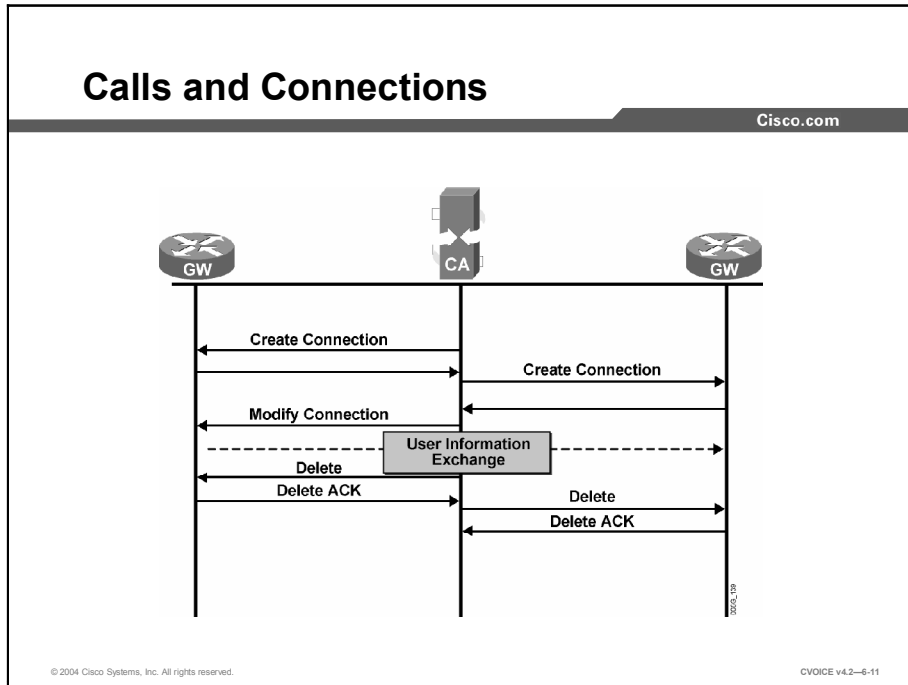 Calls and Connections
Cisco.com
CA
GW
GW
Create Connection
Create Connection
Modify Connection
User Information
Exchange
Delete
Delete ACK
Delete
Delete ACK
© 2004 Cisco Systems, Inc. All rights reserved.
CVOICE v4.2—6-11